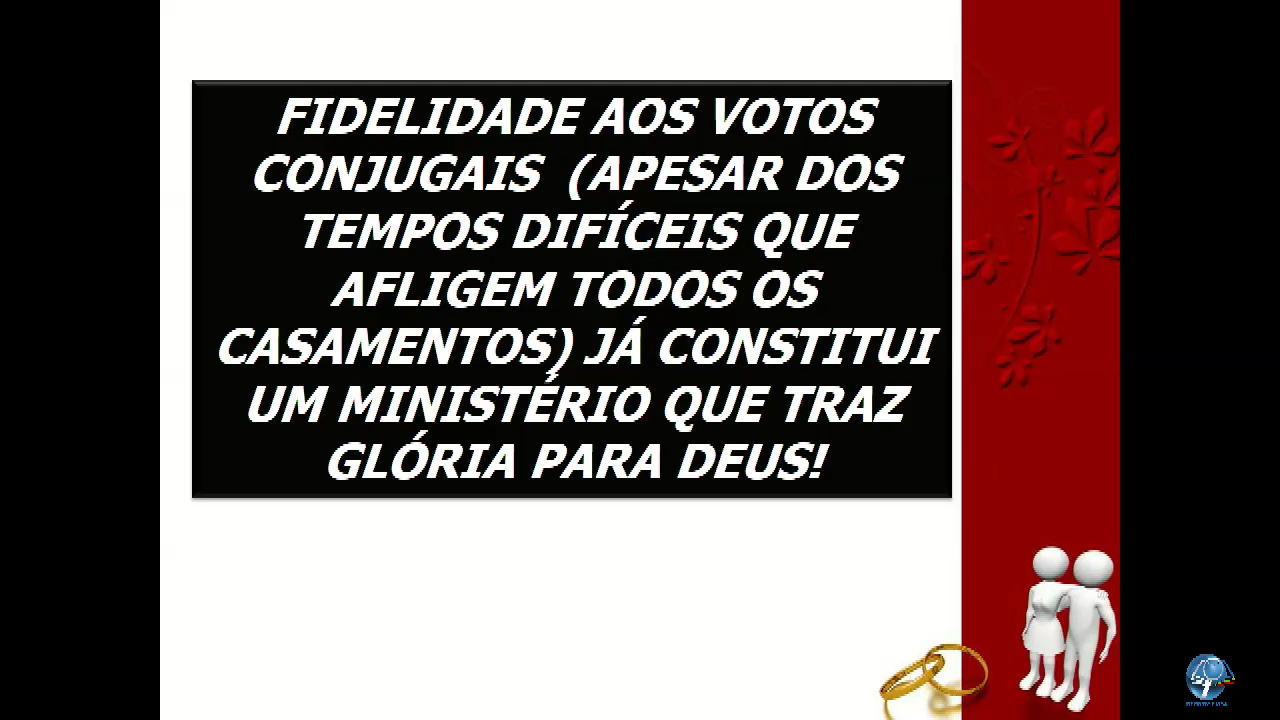 FIDELIDADE AOS VOTOS
CONJUGAIS (APESAR DOS
TEMPOS DIFÍCEIS QUE
AFLIGEM TODOS OS
CASAMENTOS) JÁ CONSTITUI
UM MINISTÉRIO QUE TRAZ
GLÓRIA PARA DEUS!